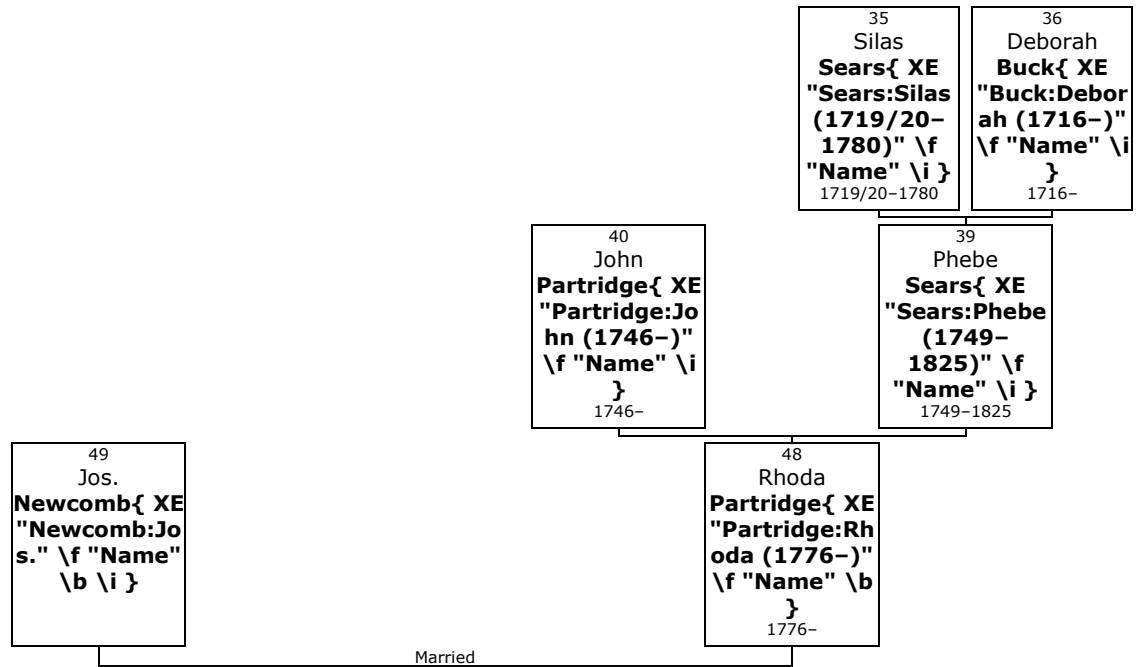 35
Silas
Sears{ XE
"Sears:Silas
(1719/20–
1780)" \f
"Name" \i }
1719/20–1780
36
Deborah
Buck{ XE
"Buck:Debor
ah (1716–)"
\f "Name" \i
}
1716–
40
John
Partridge{ XE
"Partridge:Jo
hn (1746–)"
\f "Name" \i
}
1746–
39
Phebe
Sears{ XE
"Sears:Phebe
(1749–
1825)" \f
"Name" \i }
1749–1825
49
Jos.
Newcomb{ XE
"Newcomb:Jo
s." \f "Name"
\b \i }
48
Rhoda
Partridge{ XE
"Partridge:Rh
oda (1776–)"
\f "Name" \b
}
1776–
Married